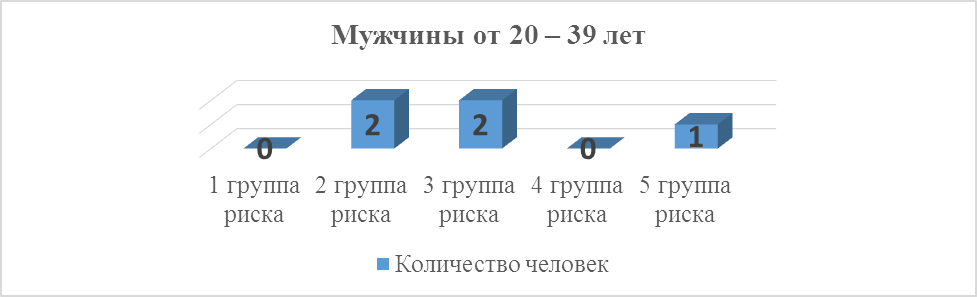 Мужчины от 20 – 39 лет
0 2 2 0 1
1 группа риска
2 группа риска
3 группа риска
4 группа риска
5 группа риска
Количество человек